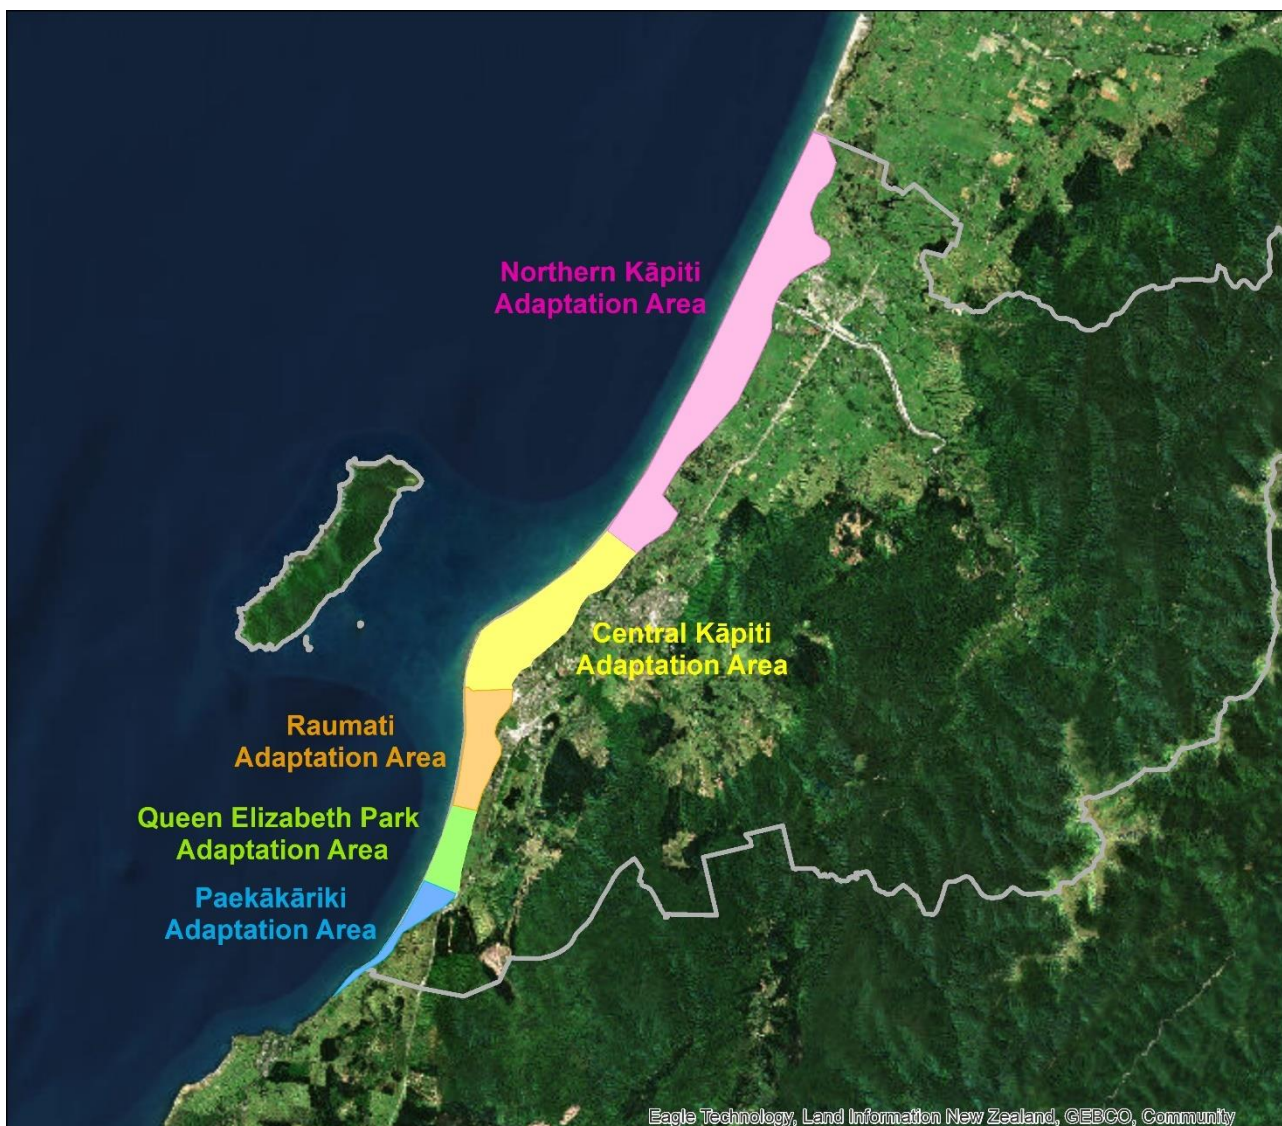 Northern Kāpiti
Adaptation Area
Central Kāpiti
Adaptation Area
Raumati
Adaptation Area
Queen Elizabeth Park
Adaptation Area
Paekākāriki
Adaptation Area
Eagle Technology, Land Information New Zealand, GEBCO, Community